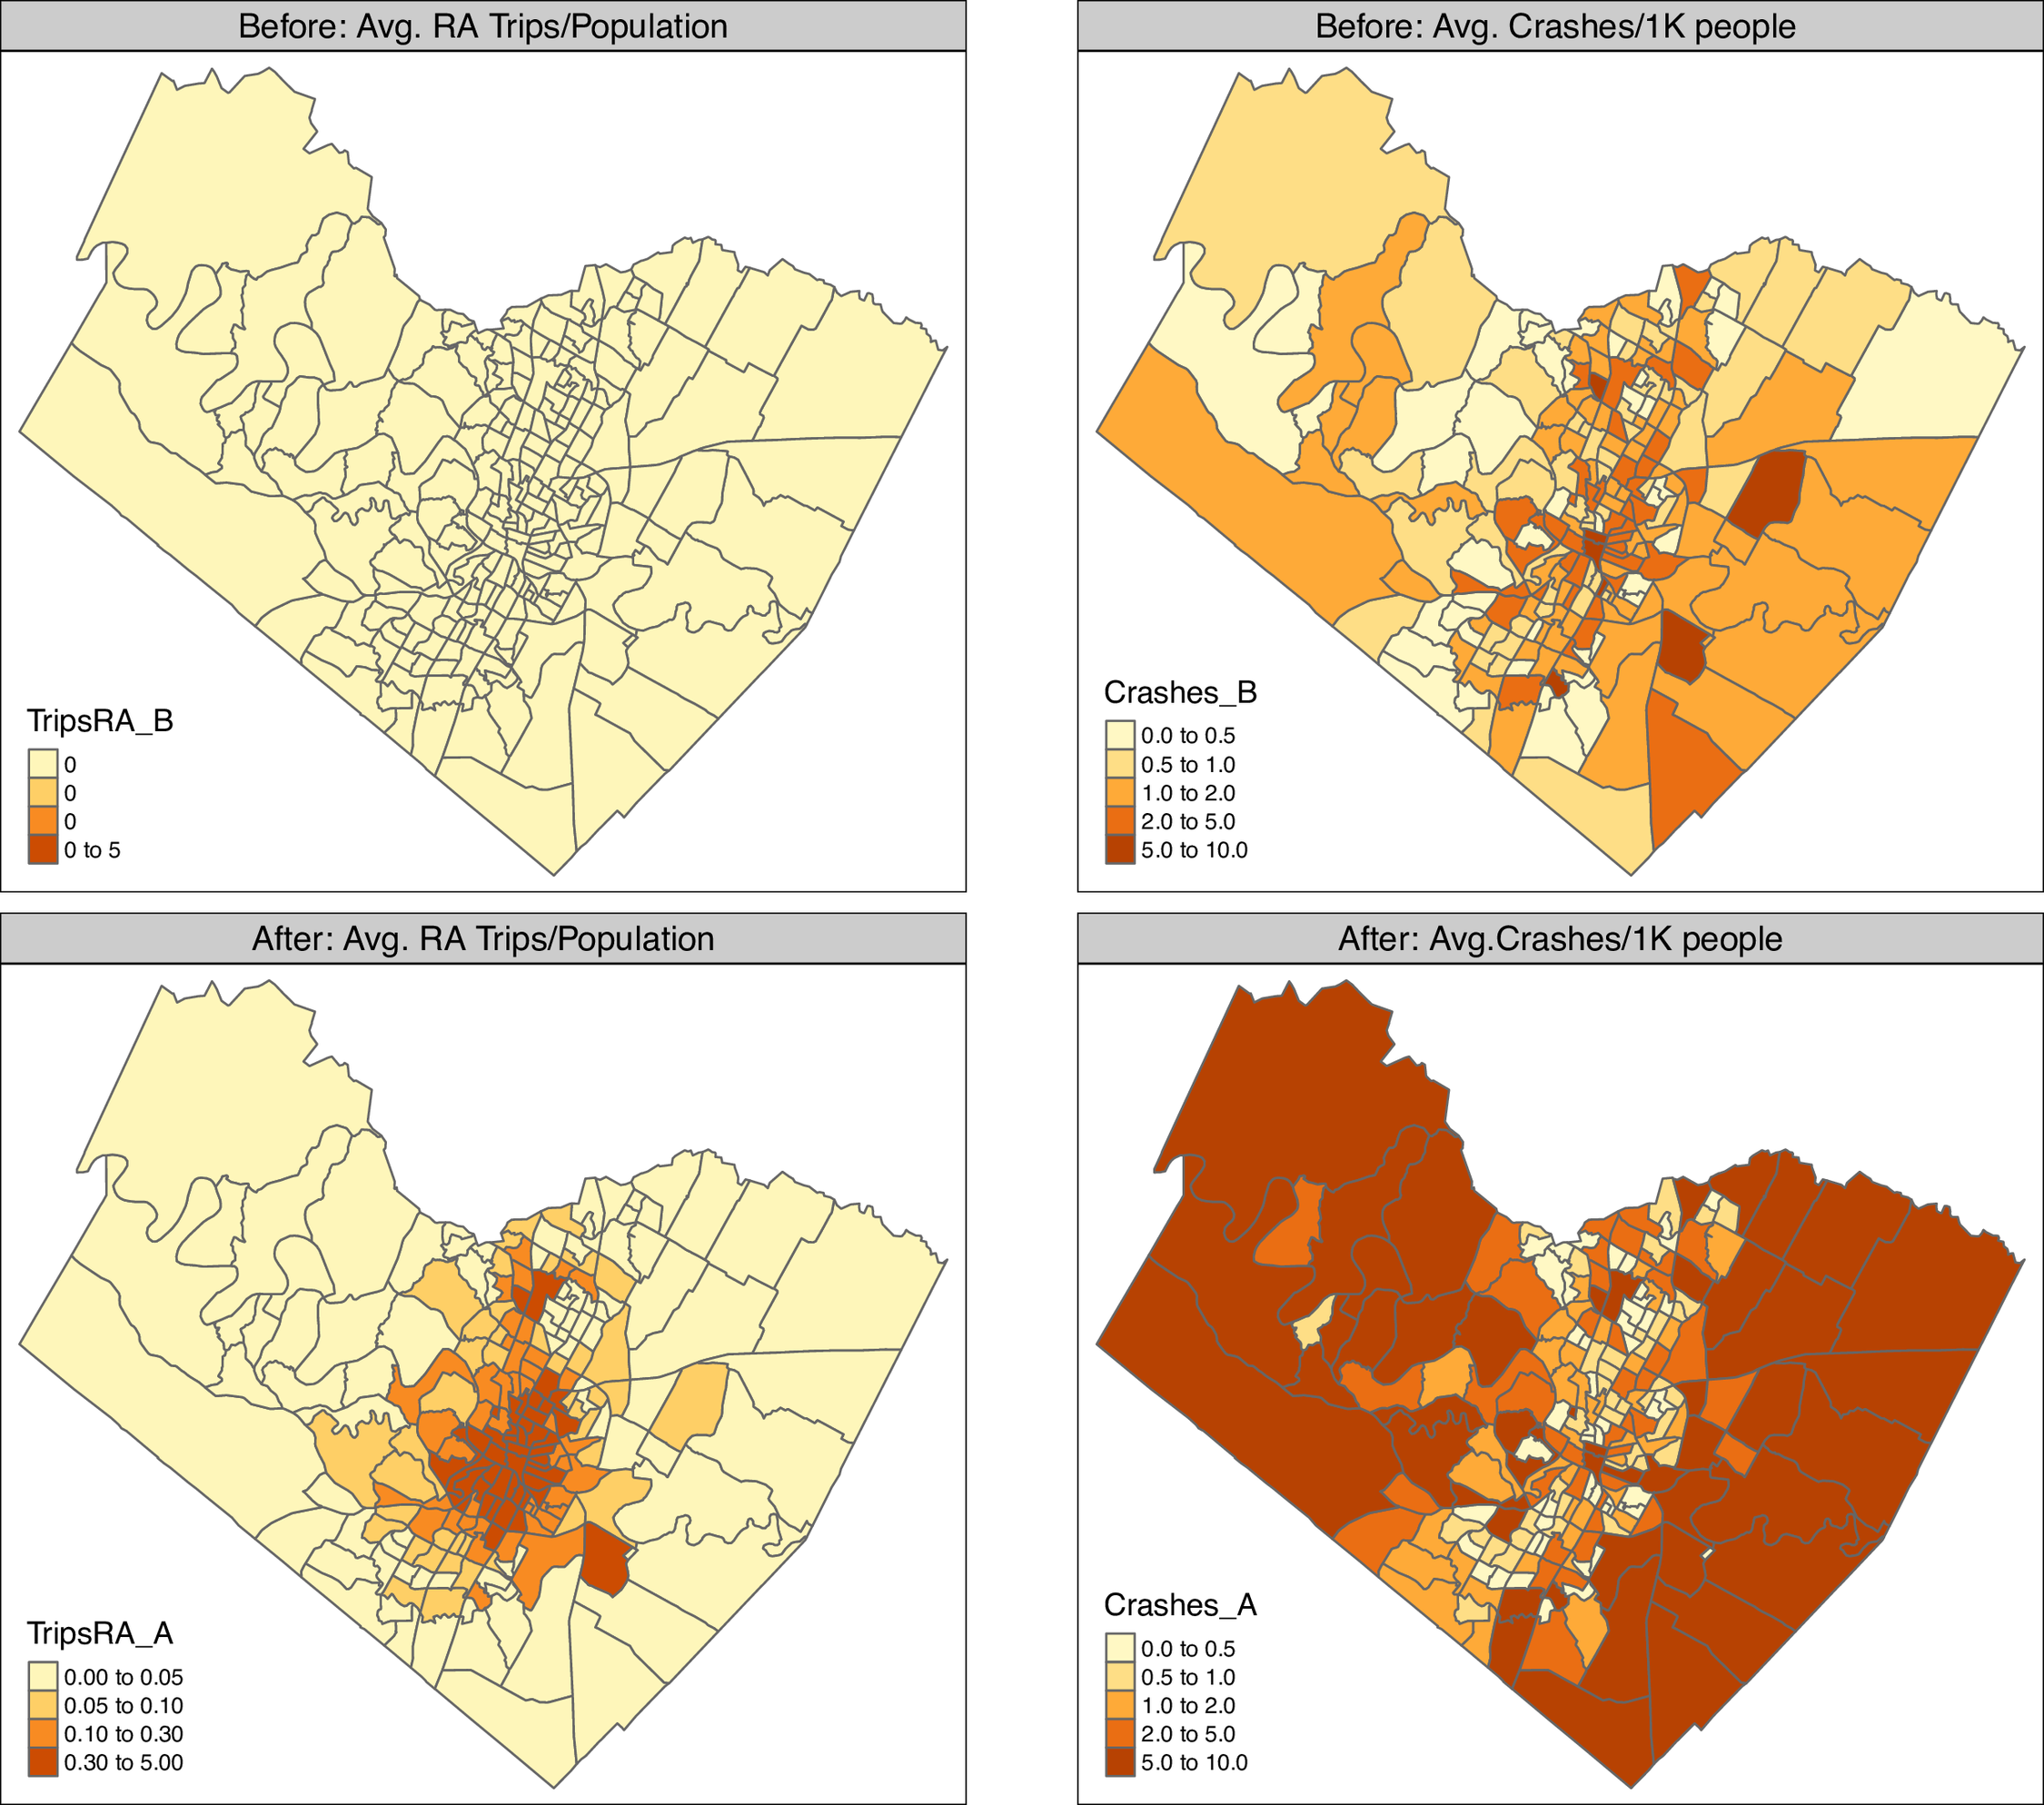 Before: Avg. RA Trips/Population
TripsRA_B
0
0
0
0 to 5
Before: Avg. Crashes/1K people
Crashes_B
0.0 to 0.5
0.5 to 1.0
1.0 to 2.0
2.0 to 5.0
5.0 to 10.0
After: Avg. RA Trips/Population
TripsRA_A
0.00 to 0.05
0.05 to 0.10
0.10 to 0.30
0.30 to 5.00
After: Avg.Crashes/1K people
Crashes_A
0.0 to 0.5
0.5 to 1.0
1.0 to 2.0
2.0 to 5.0
5.0 to 10.0